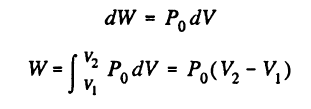 dW = P₀dV
W = ∫_{V₁}^{V₂} P₀dV = P₀(V₂ − V₁)